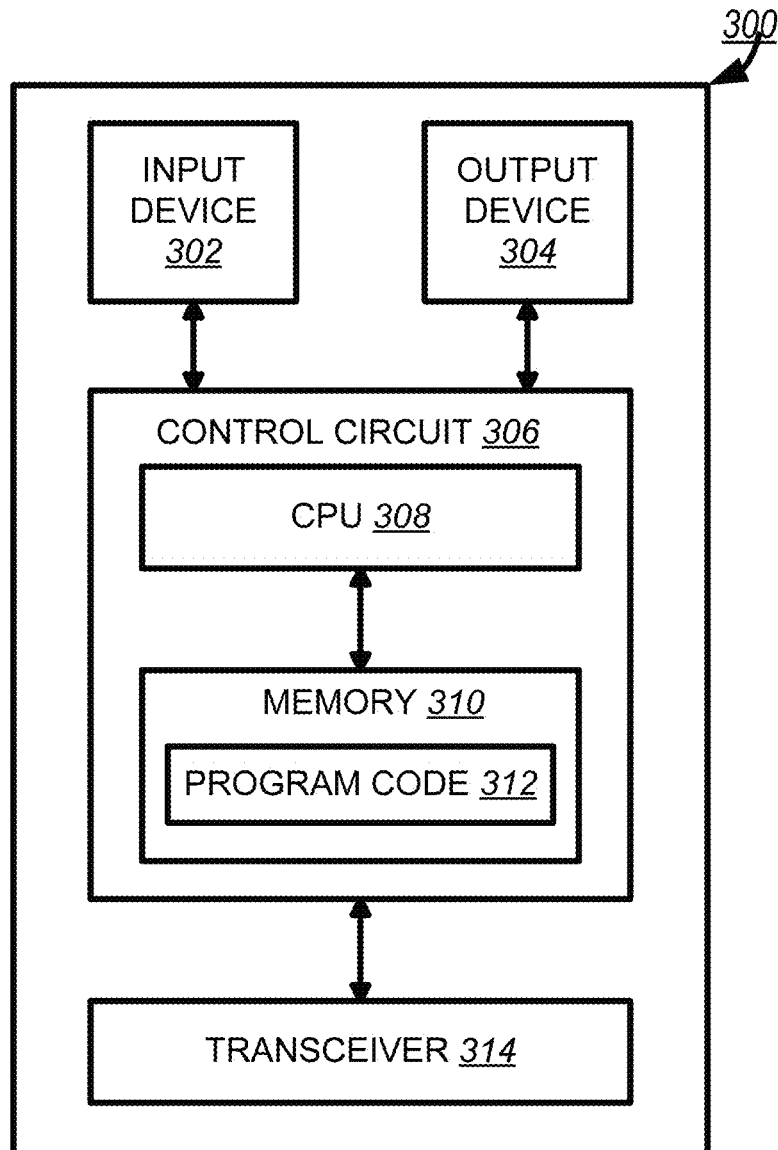 300
INPUT
DEVICE
302
OUTPUT
DEVICE
304
CONTROL CIRCUIT 306
CPU 308
MEMORY 310
PROGRAM CODE 312
TRANSCEIVER 314